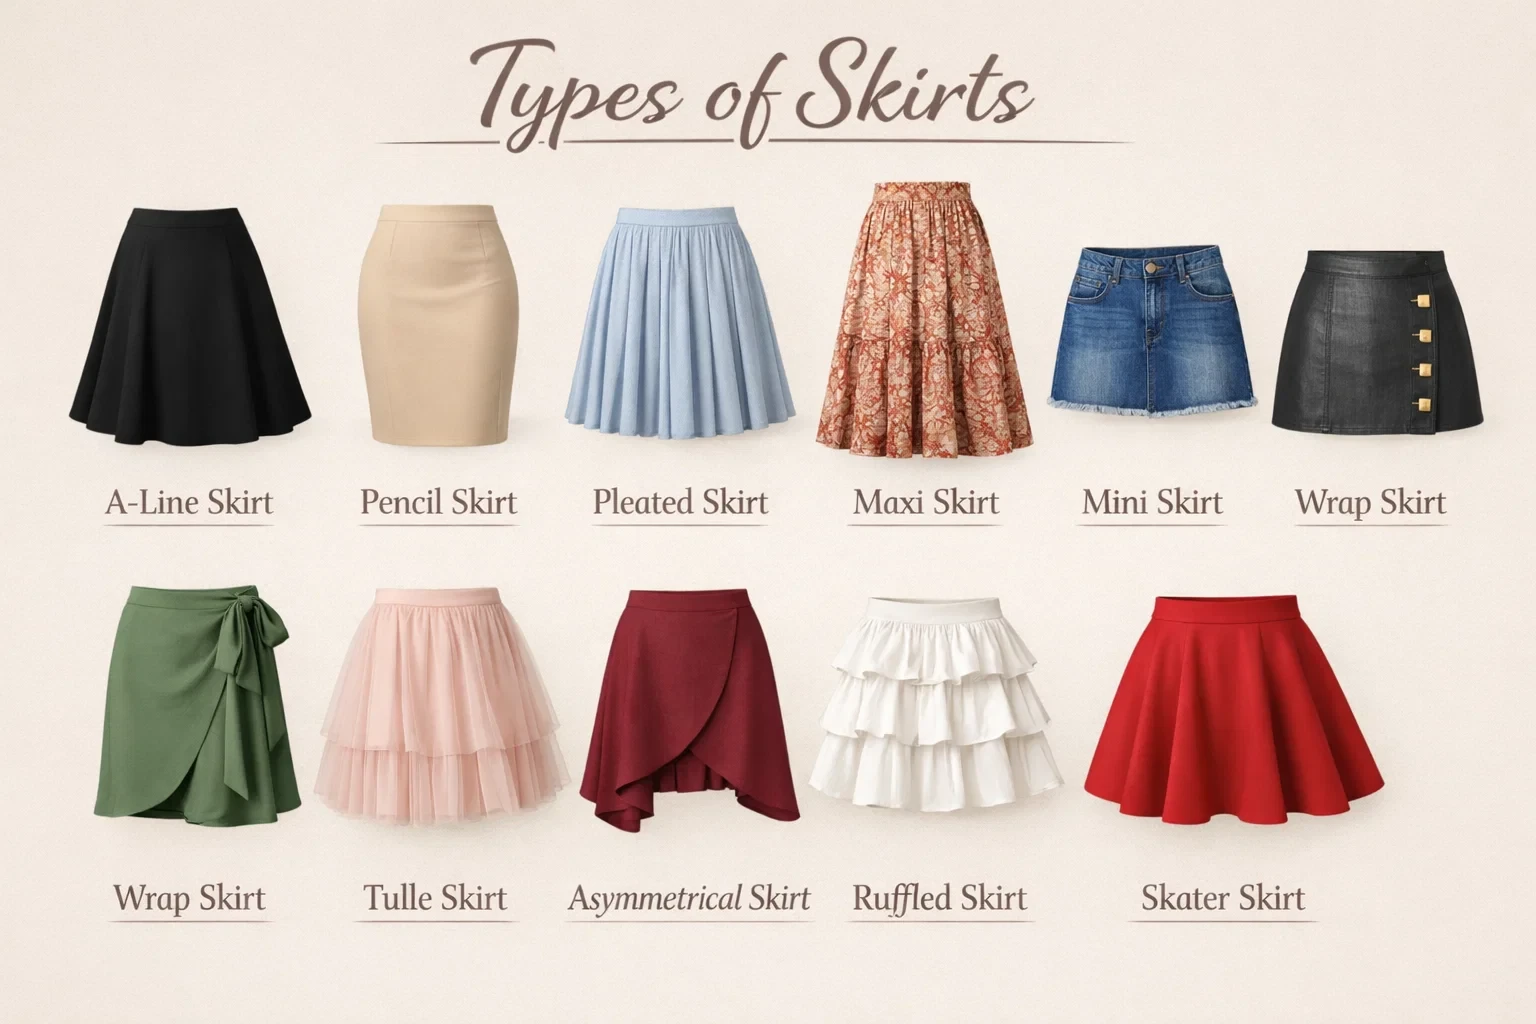 Types of Skirts
A-Line Skirt
Pencil Skirt
Pleated Skirt
Maxi Skirt
Mini Skirt
Wrap Skirt
Wrap Skirt
Tulle Skirt
Asymmetrical Skirt
Ruffled Skirt
Skater Skirt